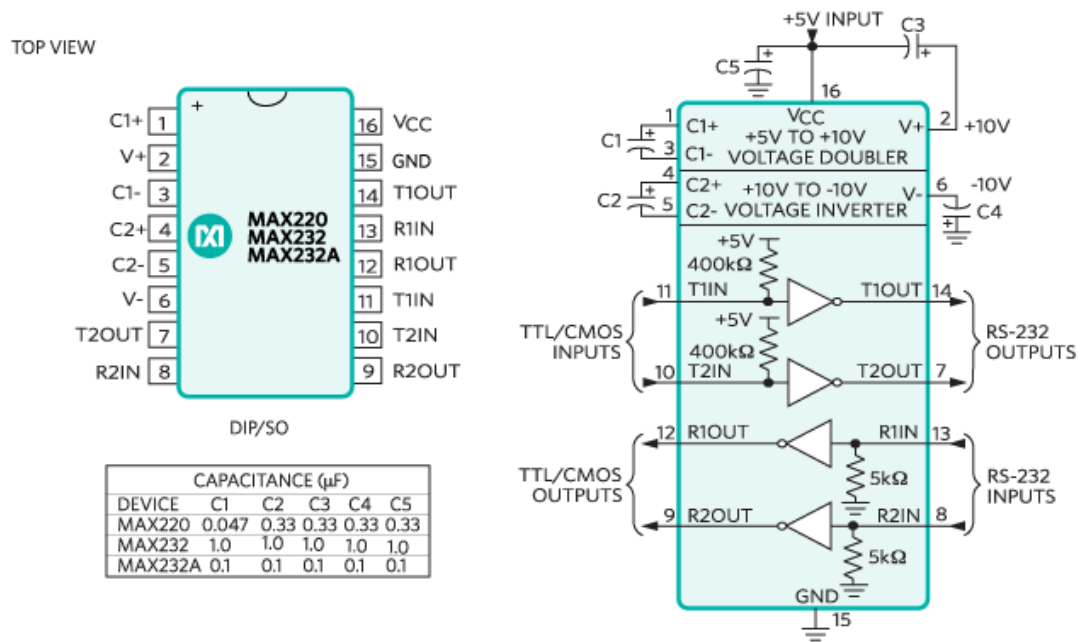 TOP VIEW
+
C1+ 1
V+ 2
C1- 3
C2+ 4
C2- 5
V- 6
T2OUT 7
R2IN 8
16 VCC
15 GND
14 T1OUT
13 R1IN
12 R1OUT
11 T1IN
10 T2IN
9 R2OUT
MAX220
MAX232
MAX232A
DIP/SO
CAPACITANCE (μF)
DEVICE C1 C2 C3 C4 C5
MAX220 0.047 0.33 0.33 0.33 0.33
MAX232 1.0 1.0 1.0 1.0 1.0
MAX232A 0.1 0.1 0.1 0.1 0.1
+5V INPUT
C3
+
C5
+
16
VCC
1 C1+
C1
+
3 C1-
+5V TO +10V
VOLTAGE DOUBLER
V+ 2 +10V
4 C2+
C2
+
5 C2-
+10V TO -10V
VOLTAGE INVERTER
V- 6 -10V
C4
+
+5V
400kΩ
11 T1IN
T1OUT 14
+5V
400kΩ
10 T2IN
T2OUT 7
TTL/CMOS
INPUTS
RS-232
OUTPUTS
12 R1OUT
R1IN 13
5kΩ
9 R2OUT
R2IN 8
5kΩ
TTL/CMOS
OUTPUTS
RS-232
INPUTS
GND
15